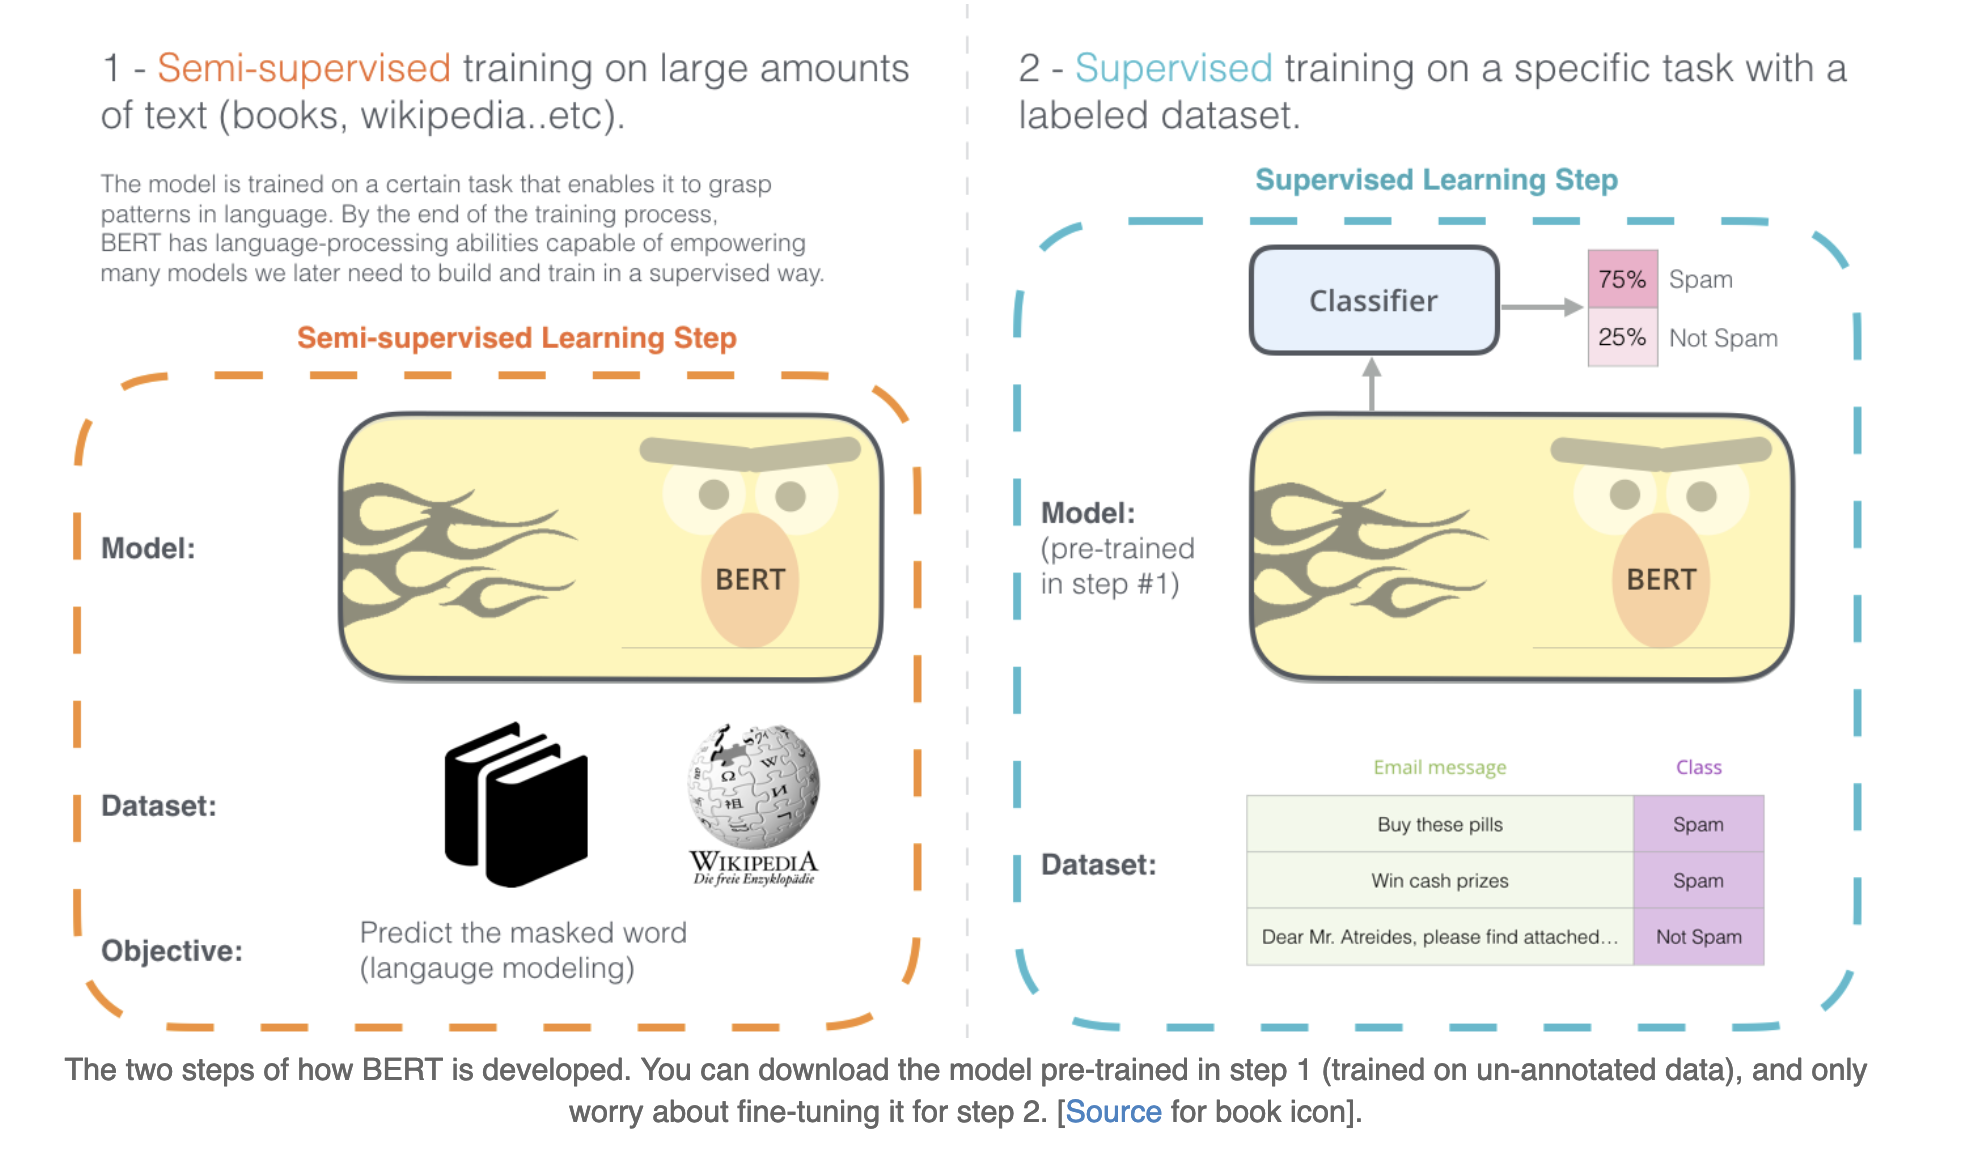 1 - Semi-supervised training on large amounts
of text (books, wikipedia..etc).
The model is trained on a certain task that enables it to grasp
patterns in language. By the end of the training process,
BERT has language-processing abilities capable of empowering
many models we later need to build and train in a supervised way.
Semi-supervised Learning Step
Model:
BERT
Dataset:
WIKIPEDIA
Die freie Enzyklopädie
Objective:
Predict the masked word
(langauge modeling)
2 - Supervised training on a specific task with a
labeled dataset.
Supervised Learning Step
Classifier
75% Spam
25% Not Spam
Model:
(pre-trained
in step #1)
BERT
Dataset:
Email message Class
Buy these pills Spam
Win cash prizes Spam
Dear Mr. Atreides, please find attached... Not Spam
The two steps of how BERT is developed. You can download the model pre-trained in step 1 (trained on un-annotated data), and only
worry about fine-tuning it for step 2. [Source for book icon].